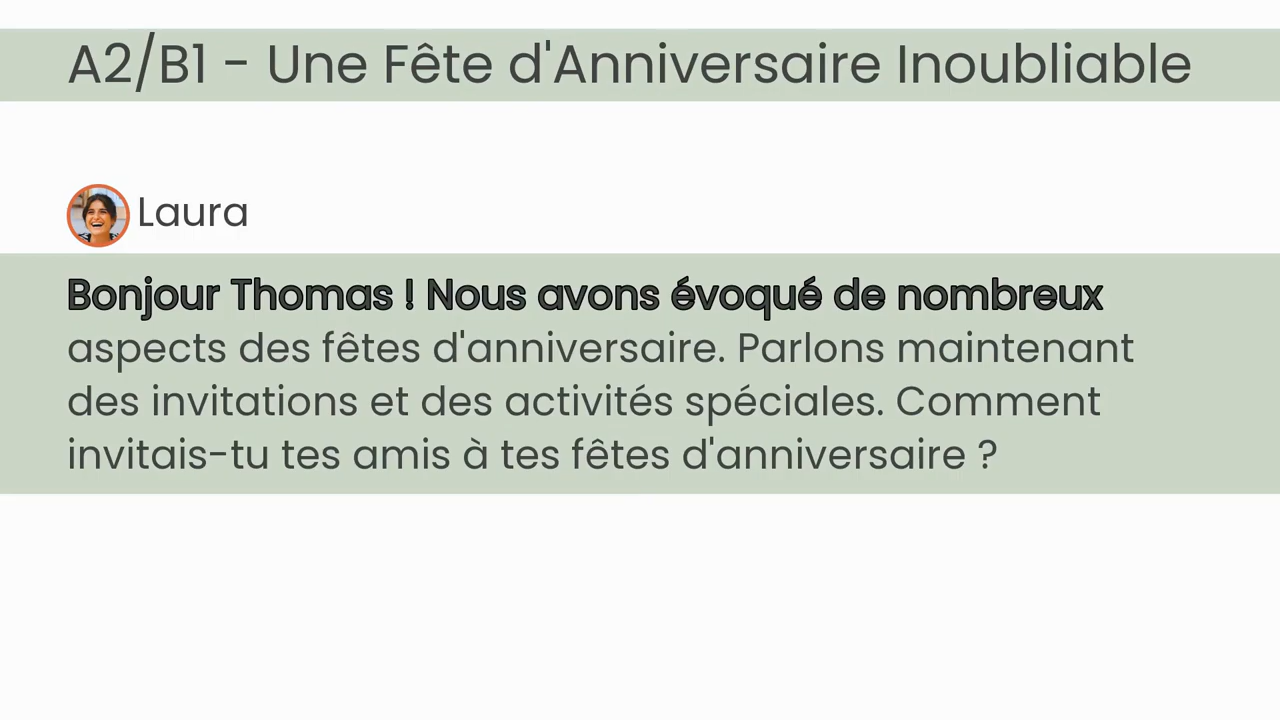 A2/B1 - Une Fête d'Anniversaire Inoubliable
Laura
Bonjour Thomas ! Nous avons évoqué de nombreux
aspects des fêtes d'anniversaire. Parlons maintenant
des invitations et des activités spéciales. Comment
invitais-tu tes amis à tes fêtes d'anniversaire ?